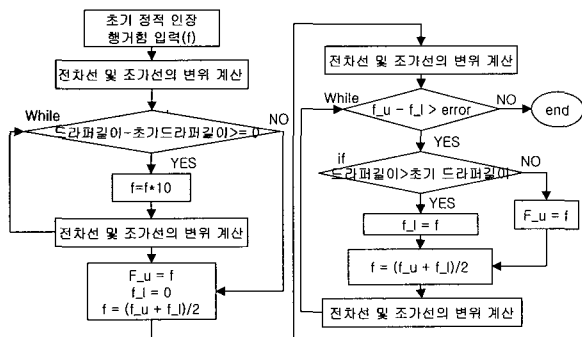 초기 정적 인장
행거힘 입력(f)
전차선 및 조가선의 변위 계산
While
드라퍼길이-초기드라퍼길이>= 0
NO
YES
f=f*10
전차선 및 조가선의 변위 계산
F_u = f
f_l = 0
f = (f_u + f_l)/2
전차선 및 조가선의 변위 계산
While
f_u - f_l > error
NO
end
YES
if
드라퍼길이>초기 드라퍼길이
NO
YES
f_l = f
F_u = f
f = (f_u + f_l)/2
전차선 및 조가선의 변위 계산